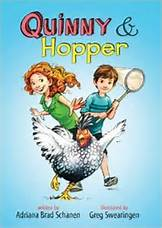 QUINNY &
HOPPER
written by
Adriana Brad Schanen
illustrated by
Greg Swearingen